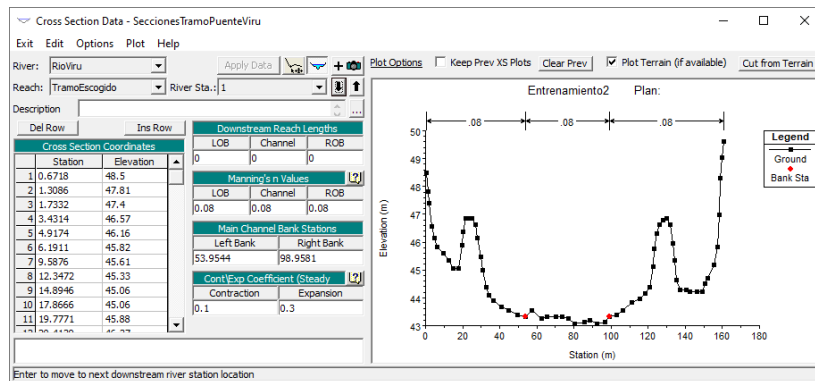 Cross Section Data - SeccionesTramoPuenteViru
Exit Edit Options Plot Help
River: RioViru Apply Data Plot Options Keep Prev XS Plots Clear Prev Plot Terrain (if available) Cut from Terrain
Reach: TramoEscogido River Sta.: 1
Description ...
Del Row Ins Row
Cross Section Coordinates
Station Elevation
1 0.6718 48.5
2 1.3086 47.81
3 1.7332 47.4
4 3.4314 46.57
5 4.9174 46.16
6 6.1911 45.82
7 9.5876 45.61
8 12.3472 45.33
9 14.8946 45.06
10 17.8666 45.06
11 19.7771 45.88
Downstream Reach Lengths
LOB Channel ROB
0 0 0
Manning's n Values
LOB Channel ROB
0.08 0.08 0.08
Main Channel Bank Stations
Left Bank Right Bank
53.9544 98.9581
Cont\Exp Coefficient (Steady
Contraction Expansion
0.1 0.3
Entrenamiento2 Plan:
.08 .08 .08
Legend
Ground
Bank Sta
Elevation (m)
50
49
48
47
46
45
44
43
0 20 40 60 80 100 120 140 160 180
Station (m)
Enter to move to next downstream river station location